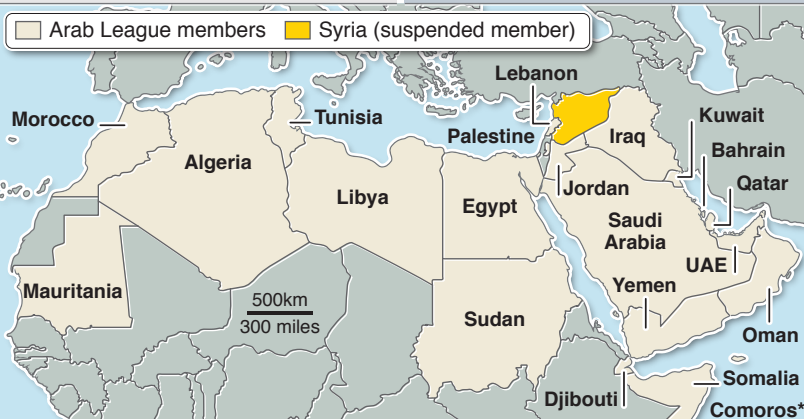 Arab League members
Syria (suspended member)
Lebanon
Morocco
Tunisia
Palestine
Kuwait
Iraq
Bahrain
Algeria
Qatar
Jordan
Libya
Egypt
Saudi
Arabia
UAE
Mauritania
Yemen
500km
300 miles
Sudan
Oman
Somalia
Djibouti
Comoros*